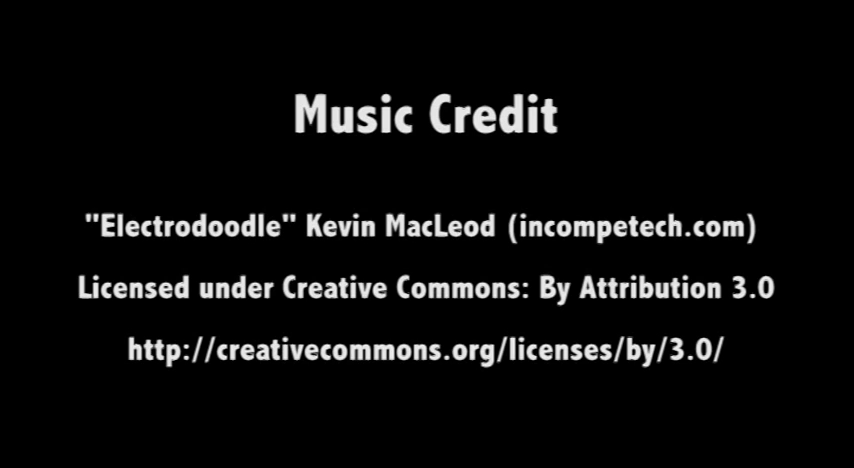 Music Credit
"Electrodoodle" Kevin MacLeod (incompetech.com)
Licensed under Creative Commons: By Attribution 3.0
http://creativecommons.org/licenses/by/3.0/